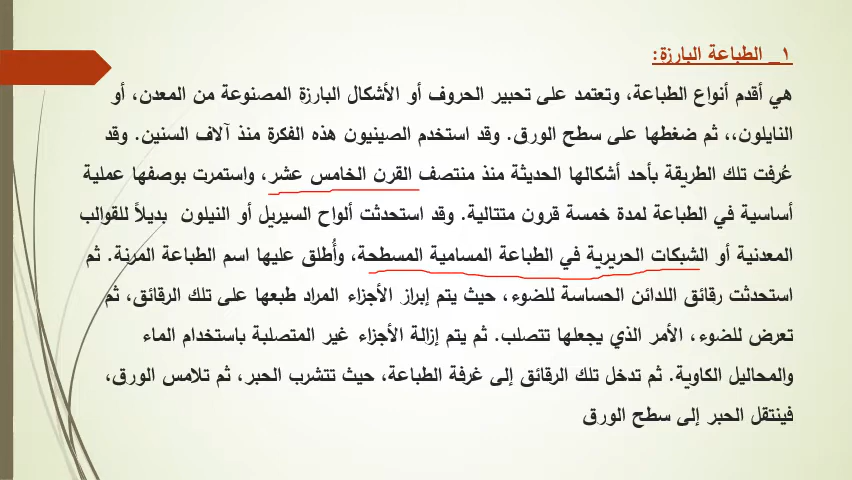 ١_ الطباعة البارزة:
هي أقدم أنواع الطباعة، وتعتمد على تحبير الحروف أو الأشكال البارزة المصنوعة من المعدن، أو
النايلون،، ثم ضغطها على سطح الورق. وقد استخدم الصينيون هذه الفكرة منذ آلاف السنين. وقد
عُرفت تلك الطريقة بأحد أشكالها الحديثة منذ منتصف القرن الخامس عشر، واستمرت بوصفها عملية
أساسية في الطباعة لمدة خمسة قرون متتالية. وقد استحدثت ألواح السيريل أو النيلون بديلاً للقوالب
المعدنية أو الشبكات الحريرية في الطباعة المسامية المسطحة، وأُطلق عليها اسم الطباعة المرنة. ثم
استحدثت رقائق اللدائن الحساسة للضوء، حيث يتم إبراز الأجزاء المراد طبعها على تلك الرقائق، ثم
تعرض للضوء، الأمر الذي يجعلها تتصلب. ثم يتم إزالة الأجزاء غير المتصلبة باستخدام الماء
والمحاليل الكاوية. ثم تدخل تلك الرقائق إلى غرفة الطباعة، حيث تتشرب الحبر، ثم تلامس الورق،
فينتقل الحبر إلى سطح الورق